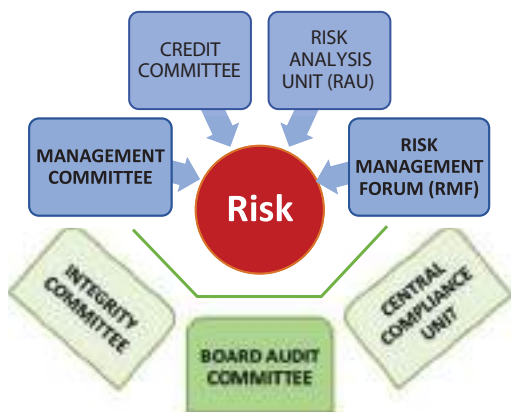 CREDIT
COMMITTEE
RISK
ANALYSIS
UNIT (RAU)
MANAGEMENT
COMMITTEE
Risk
RISK
MANAGEMENT
FORUM (RMF)
INTEGRITY
COMMITTEE
BOARD AUDIT
COMMITTEE
CENTRAL
COMPLIANCE
UNIT